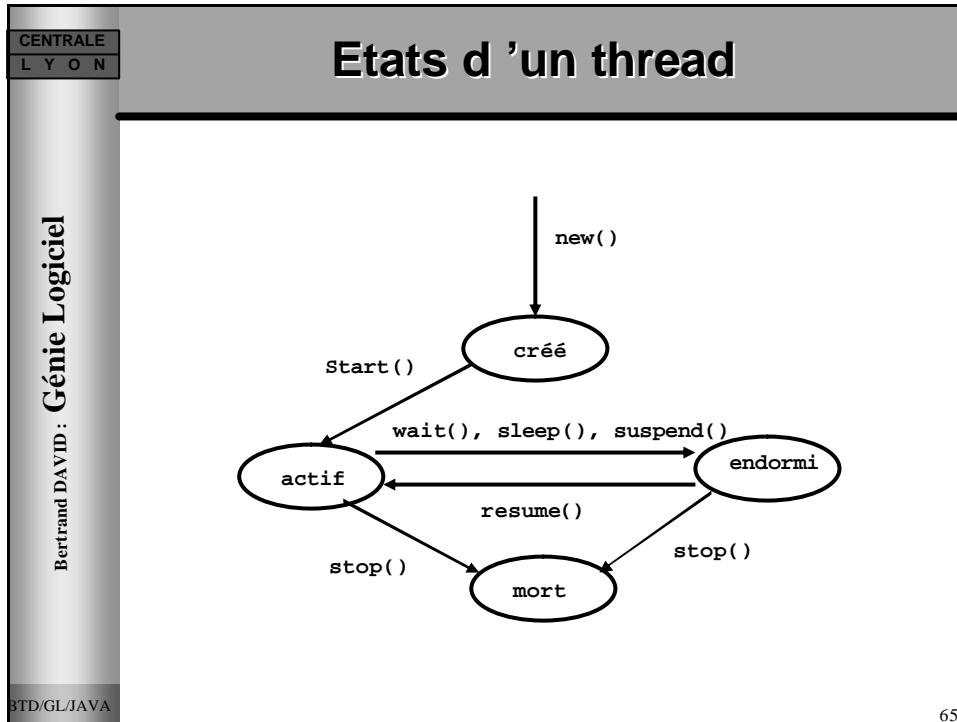 CENTRALE
L Y O N
Etats d ’un thread
Bertrand DAVID : Génie Logiciel
new()
créé
Start()
wait(), sleep(), suspend()
actif
endormi
resume()
stop()
stop()
mort
BTD/GL/JAVA
65